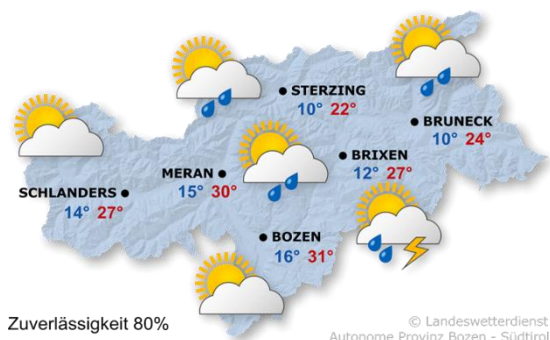 STERZING
10° 22°
BRUNECK
10° 24°
BRIXEN
12° 27°
MERAN
15° 30°
SCHLANDERS
14° 27°
BOZEN
16° 31°
Zuverlässigkeit 80%
© Landeswetterdienst
Autonome Provinz Bozen - Südtirol